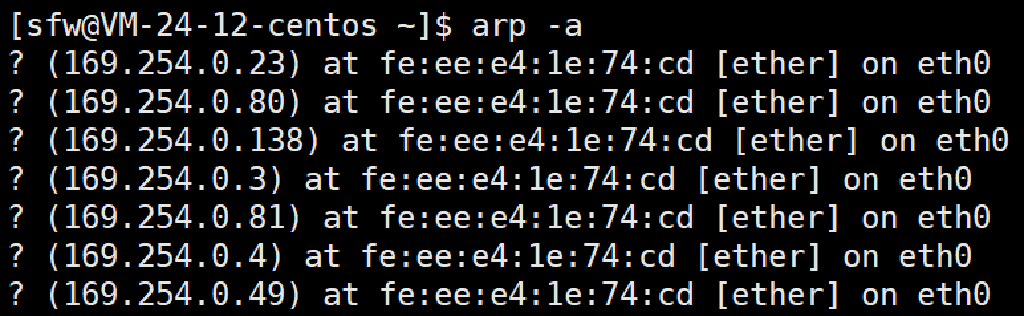 [sfw@VM-24-12-centos ~]$ arp -a
? (169.254.0.23) at fe:ee:e4:1e:74:cd [ether] on eth0
? (169.254.0.80) at fe:ee:e4:1e:74:cd [ether] on eth0
? (169.254.0.138) at fe:ee:e4:1e:74:cd [ether] on eth0
? (169.254.0.3) at fe:ee:e4:1e:74:cd [ether] on eth0
? (169.254.0.81) at fe:ee:e4:1e:74:cd [ether] on eth0
? (169.254.0.4) at fe:ee:e4:1e:74:cd [ether] on eth0
? (169.254.0.49) at fe:ee:e4:1e:74:cd [ether] on eth0